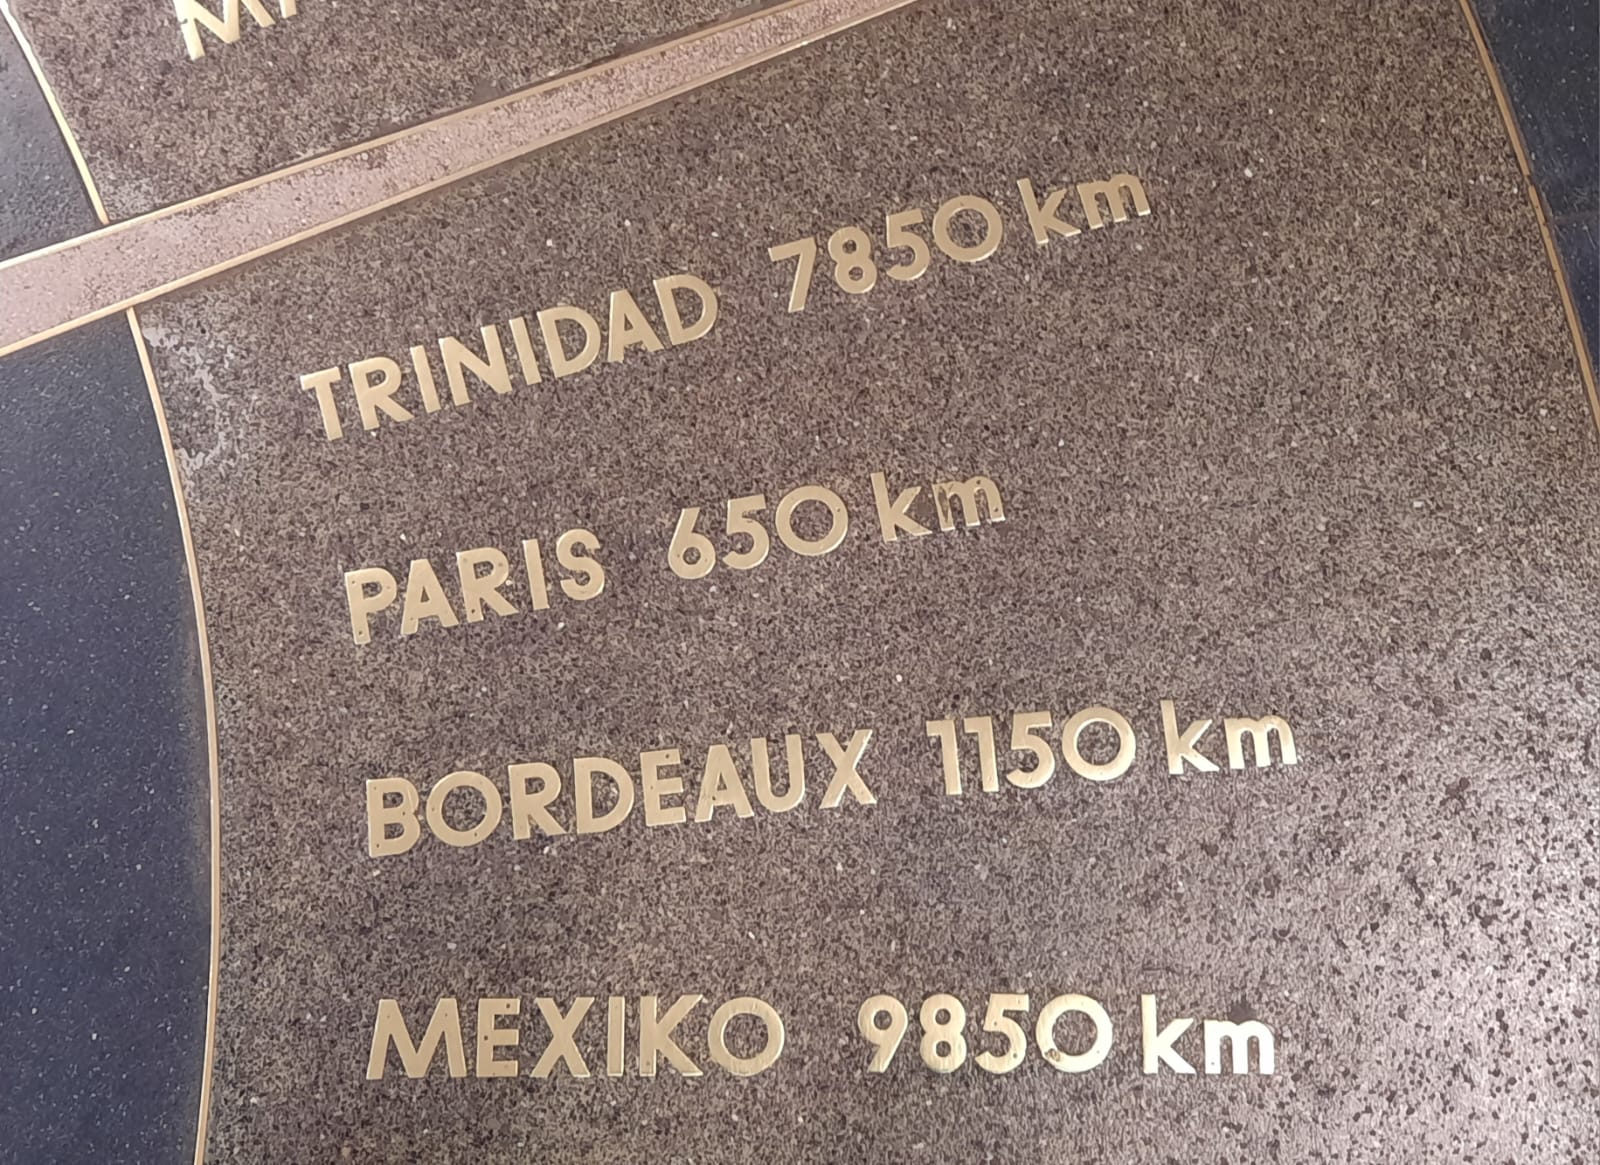 TRINIDAD 7850 km
PARIS 650 km
BORDEAUX 1150 km
MEXIKO 9850 km